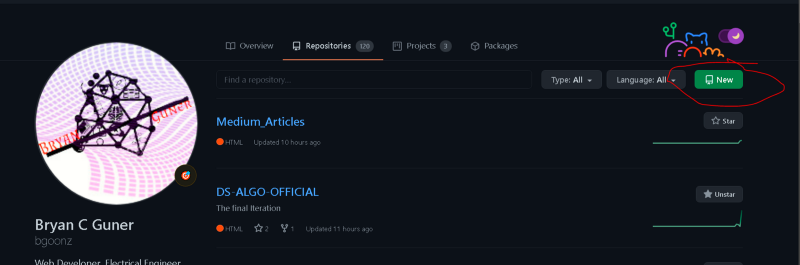 Overview
Repositories 120
Projects 3
Packages
Find a repository...
Type: All
Language: All
New
BRYAN GUNER
Medium_Articles
Star
HTML Updated 10 hours ago
DS-ALGO-OFFICIAL
Unstar
The final Iteration
HTML 2 1 Updated 11 hours ago
Bryan C Guner
bgoonz
Web Developer, Electrical Engineer